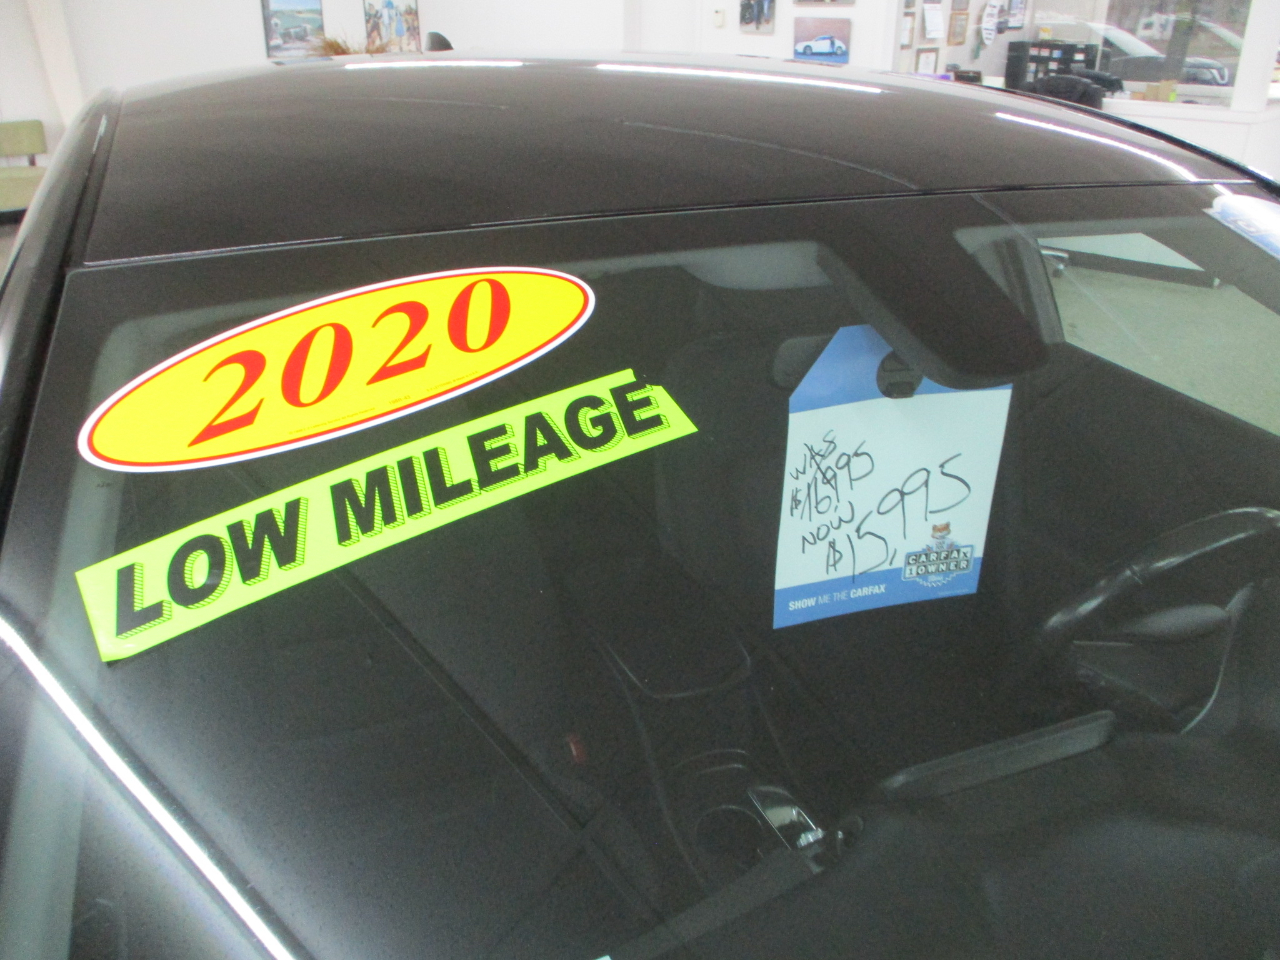 2020
LOW MILEAGE
WAS
$16,995
NOW
$15,995
CARFAX
1 OWNER
SHOW ME THE CARFAX